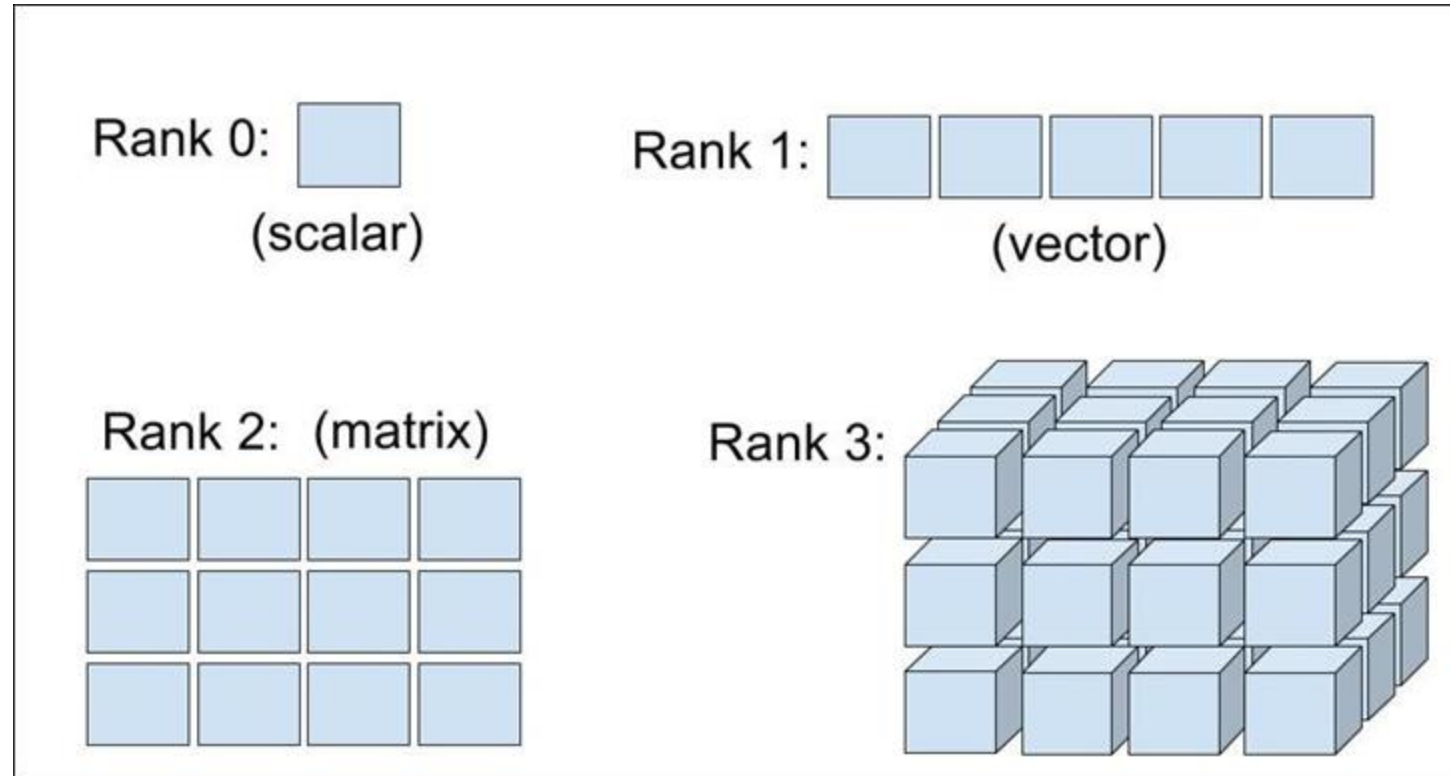 Rank 0:
(scalar)
Rank 1:
(vector)
Rank 2: (matrix)
Rank 3: